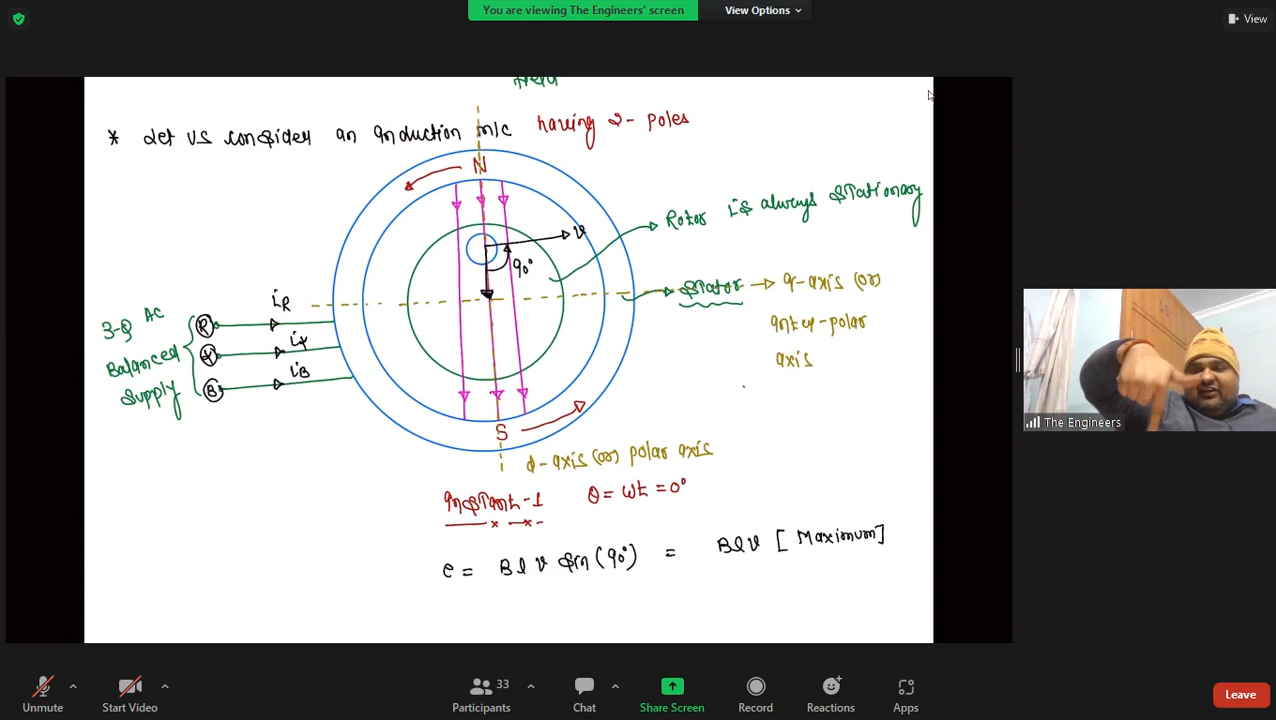 You are viewing The Engineers' screen
View Options
View
* Let us consider an induction m/c having 2- poles
N
v
90°
Rotor is always stationary
Stator → q-axis (or)
inter-polar
axis
3-Φ AC
Balanced
supply
R
Y
B
iR
iY
iB
S
d-axis (or) polar axis
instant-1 θ = ωt = 0°
e = B l v sin(90°) = Blv [Maximum]
The Engineers
Unmute
Start Video
33
Participants
Chat
Share Screen
Record
Reactions
Apps
Leave